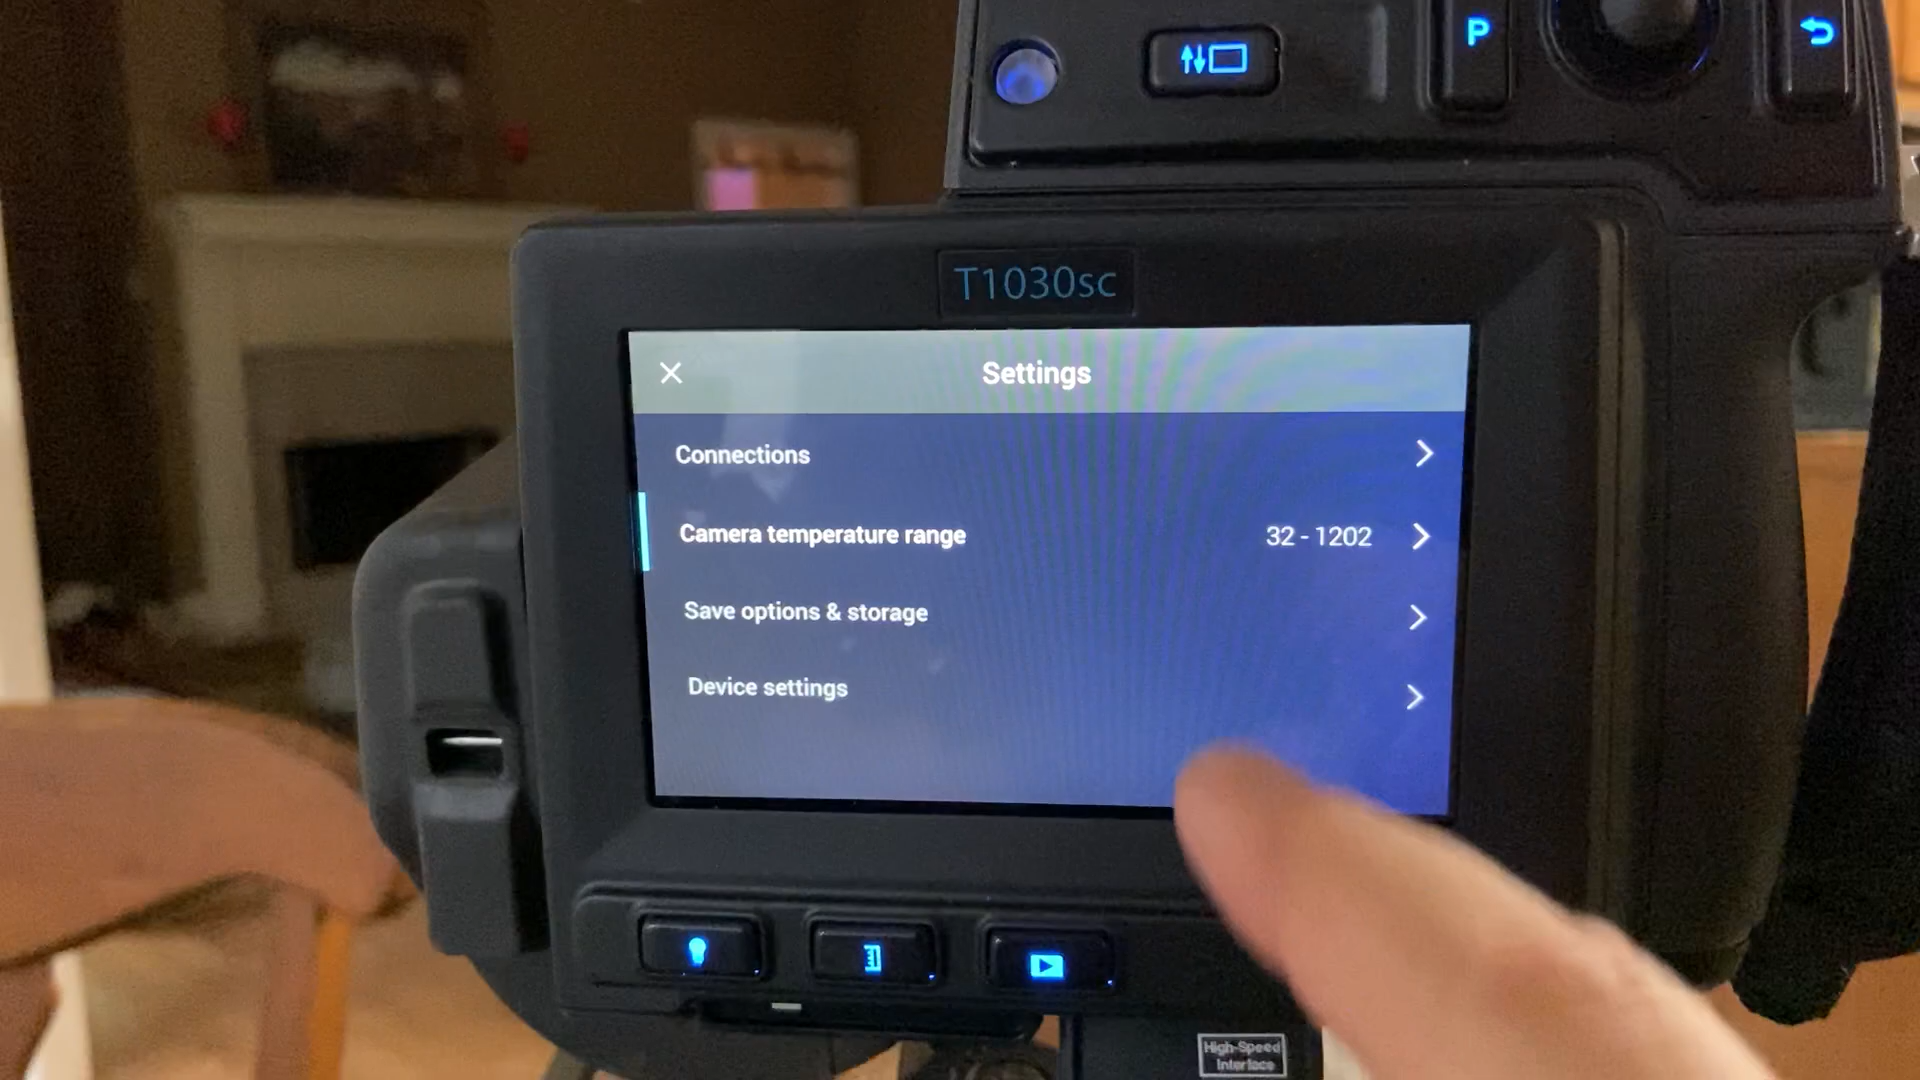 P
T1030sc
Settings
Connections
Camera temperature range 32 - 1202
Save options & storage
Device settings
High-Speed
Interface